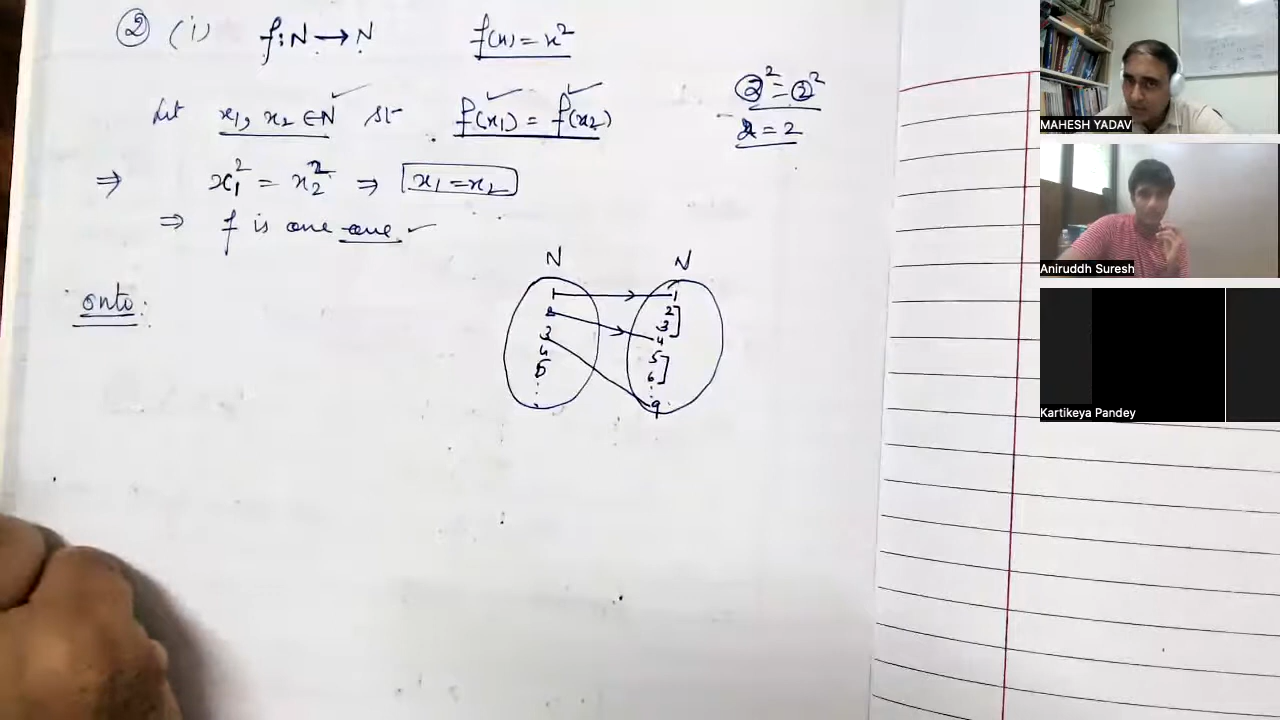 ② (i) f: N → N f(x) = x²
Let x₁, x₂ ∈ N st f(x₁) = f(x₂)
②² = ②²
2 = 2
⇒ x₁² = x₂² ⇒ x₁ = x₂
⇒ f is one one
onto:
N N
1 1
2 2
3 3
4 4
5 5
6
9
MAHESH YADAV
Aniruddh Suresh
Kartikeya Pandey